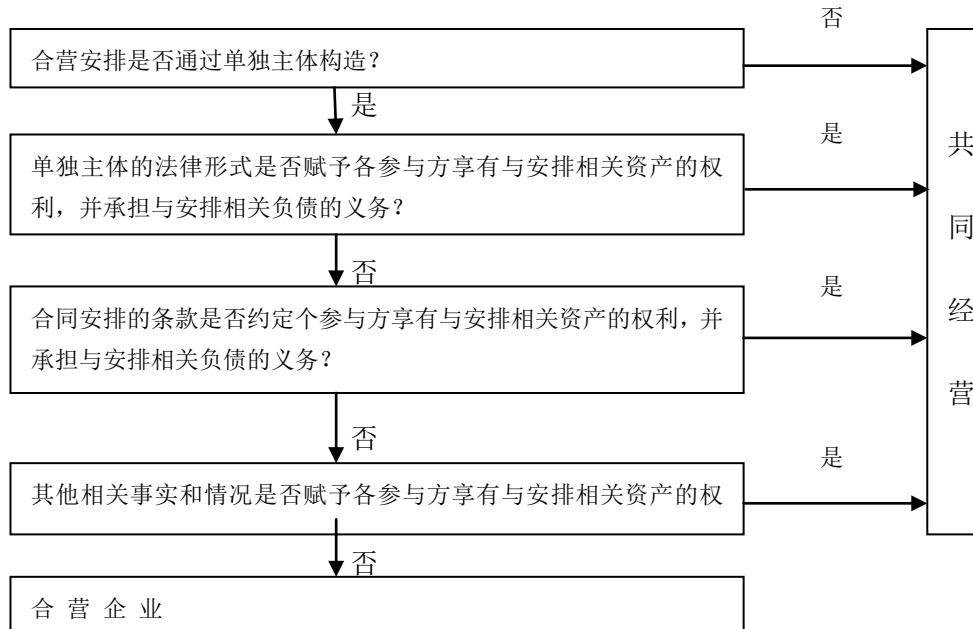 否
合营安排是否通过单独主体构造?
是
单独主体的法律形式是否赋予各参与方享有与安排相关资产的权
利，并承担与安排相关负债的义务?
是
否
合同安排的条款是否约定个参与方享有与安排相关资产的权利，并
承担与安排相关负债的义务?
是
否
其他相关事实和情况是否赋予各参与方享有与安排相关资产的权
是
否
合 营 企 业
共
同
经
营